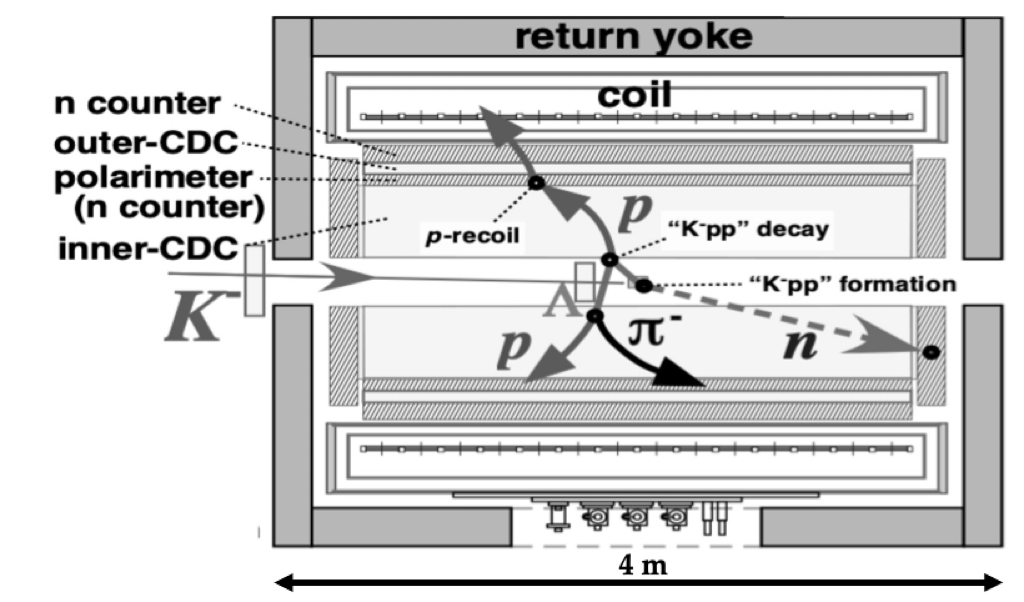 return yoke
coil
n counter
outer-CDC
polarimeter
(n counter)
inner-CDC
p
p-recoil
“K-pp” decay
“K-pp” formation
K-
Λ
π-
p
n
4 m